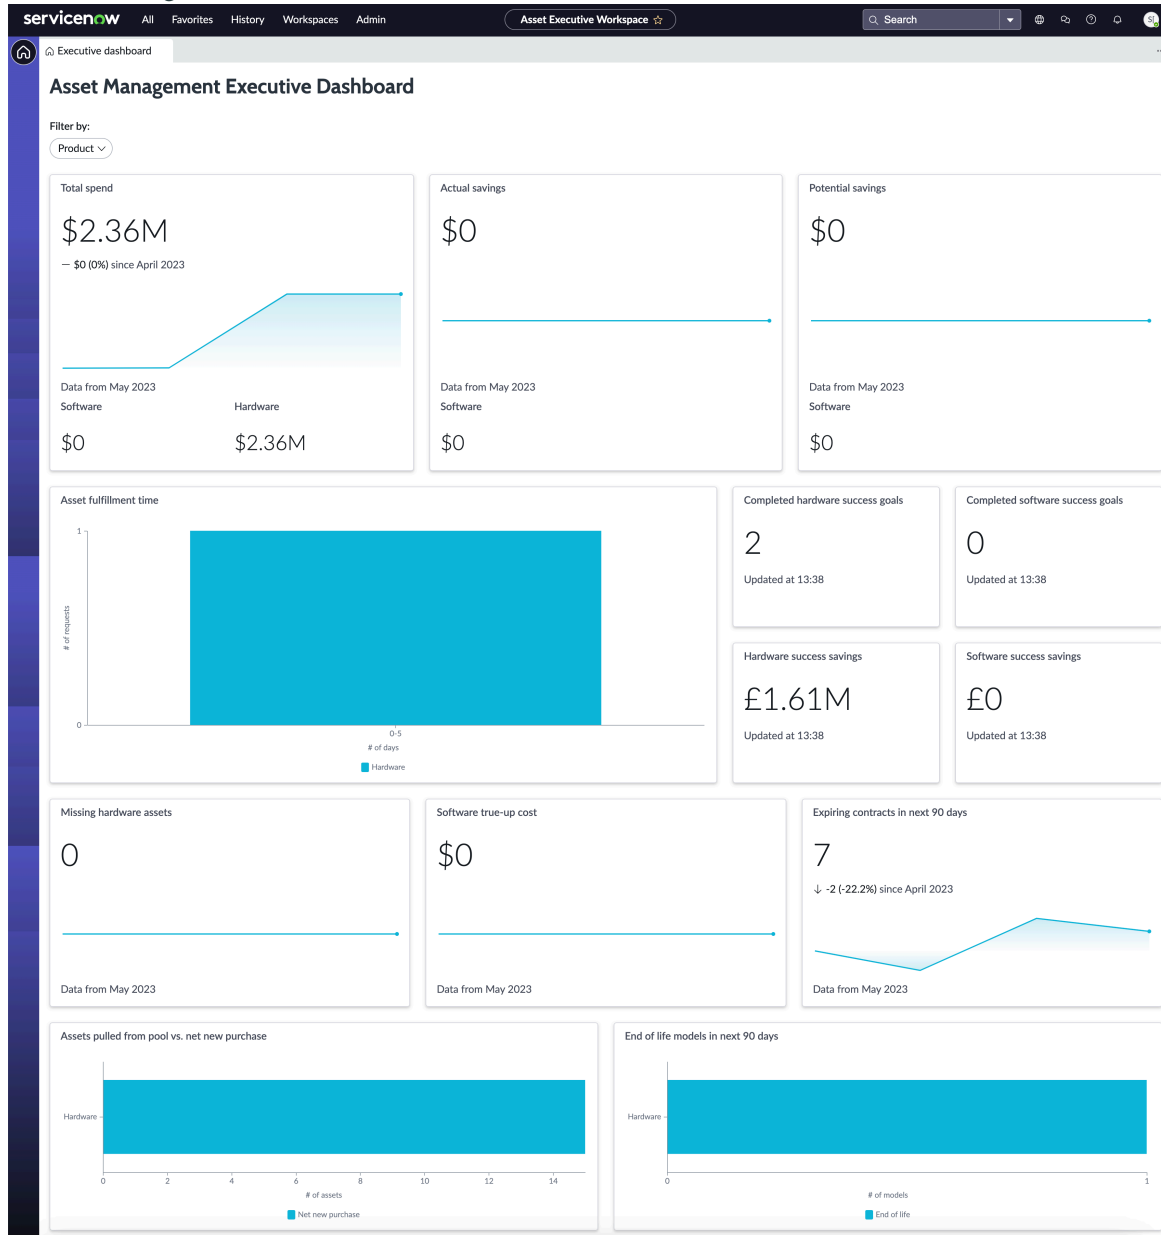 servicenow All Favorites History Workspaces Admin Asset Executive Workspace Search
Executive dashboard
Asset Management Executive Dashboard
Filter by:
Product
Total spend
$2.36M
— $0 (0%) since April 2023
Data from May 2023
Software Hardware
$0 $2.36M
Actual savings
$0
Data from May 2023
Software
$0
Potential savings
$0
Data from May 2023
Software
$0
Asset fulfillment time
1
# of requests
0
0-5
# of days
Hardware
Completed hardware success goals
2
Updated at 13:38
Completed software success goals
0
Updated at 13:38
Hardware success savings
£1.61M
Updated at 13:38
Software success savings
£0
Updated at 13:38
Missing hardware assets
0
Data from May 2023
Software true-up cost
$0
Data from May 2023
Expiring contracts in next 90 days
7
↓ -2 (-22.2%) since April 2023
Data from May 2023
Assets pulled from pool vs. net new purchase
Hardware
0 2 4 6 8 10 12 14
# of assets
Net new purchase
End of life models in next 90 days
Hardware
0 1
# of models
End of life